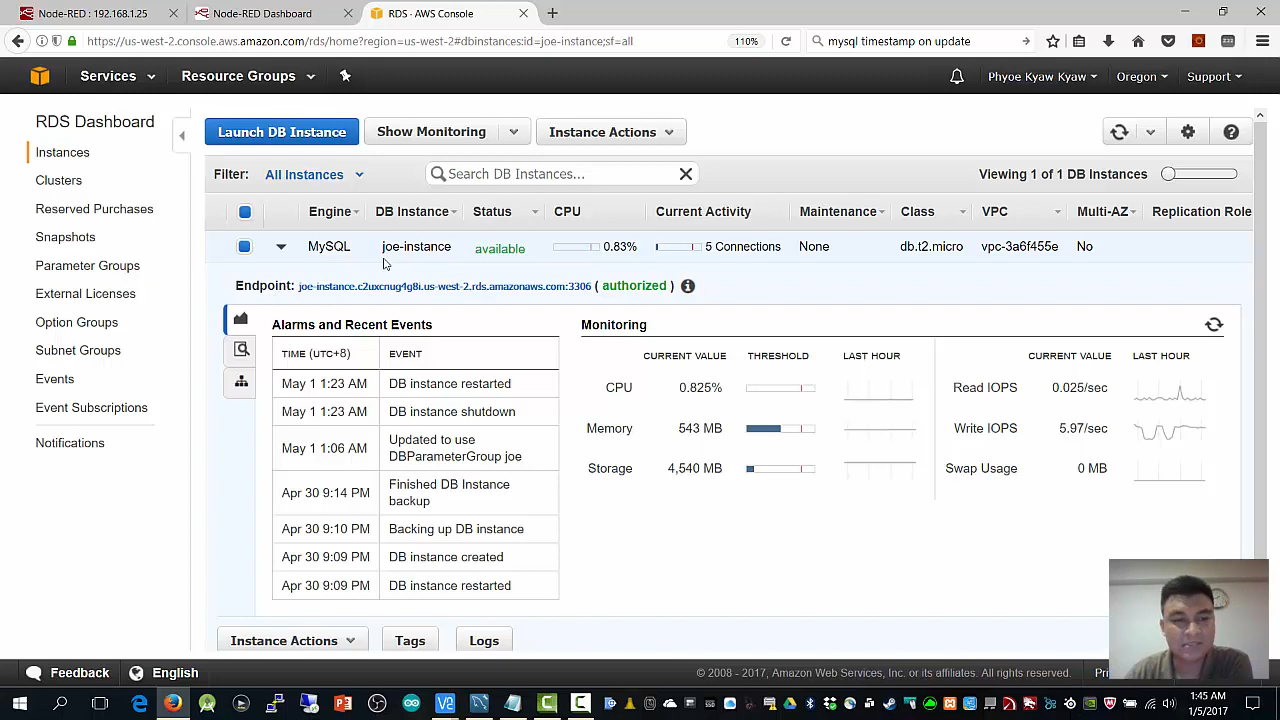 Node-RED : 192.168.1.25
Node-RED Dashboard
RDS · AWS Console
https://us-west-2.console.aws.amazon.com/rds/home?region=us-west-2#dbinstances:id=joe-instance;sf=all
110%
mysql timestamp on update
Services
Resource Groups
Phyoe Kyaw Kyaw
Oregon
Support
RDS Dashboard
Instances
Clusters
Reserved Purchases
Snapshots
Parameter Groups
External Licenses
Option Groups
Subnet Groups
Events
Event Subscriptions
Notifications
Launch DB Instance
Show Monitoring
Instance Actions
Filter: All Instances
Search DB Instances...
Viewing 1 of 1 DB Instances
Engine DB Instance Status CPU Current Activity Maintenance Class VPC Multi-AZ Replication Role
MySQL joe-instance available 0.83% 5 Connections None db.t2.micro vpc-3a6f455e No
Endpoint: joe-instance.c2uxcnug4g8i.us-west-2.rds.amazonaws.com:3306 ( authorized )
Alarms and Recent Events
TIME (UTC+8) EVENT
May 1 1:23 AM DB instance restarted
May 1 1:23 AM DB instance shutdown
May 1 1:06 AM Updated to use DBParameterGroup joe
Apr 30 9:14 PM Finished DB Instance backup
Apr 30 9:10 PM Backing up DB instance
Apr 30 9:09 PM DB instance created
Apr 30 9:09 PM DB instance restarted
Monitoring
CURRENT VALUE THRESHOLD LAST HOUR
CPU 0.825%
Memory 543 MB
Storage 4,540 MB
CURRENT VALUE LAST HOUR
Read IOPS 0.025/sec
Write IOPS 5.97/sec
Swap Usage 0 MB
Instance Actions
Tags
Logs
Feedback
English
© 2008 - 2017, Amazon Web Services, Inc. or its affiliates. All rights reserved.
1:45 AM
1/5/2017